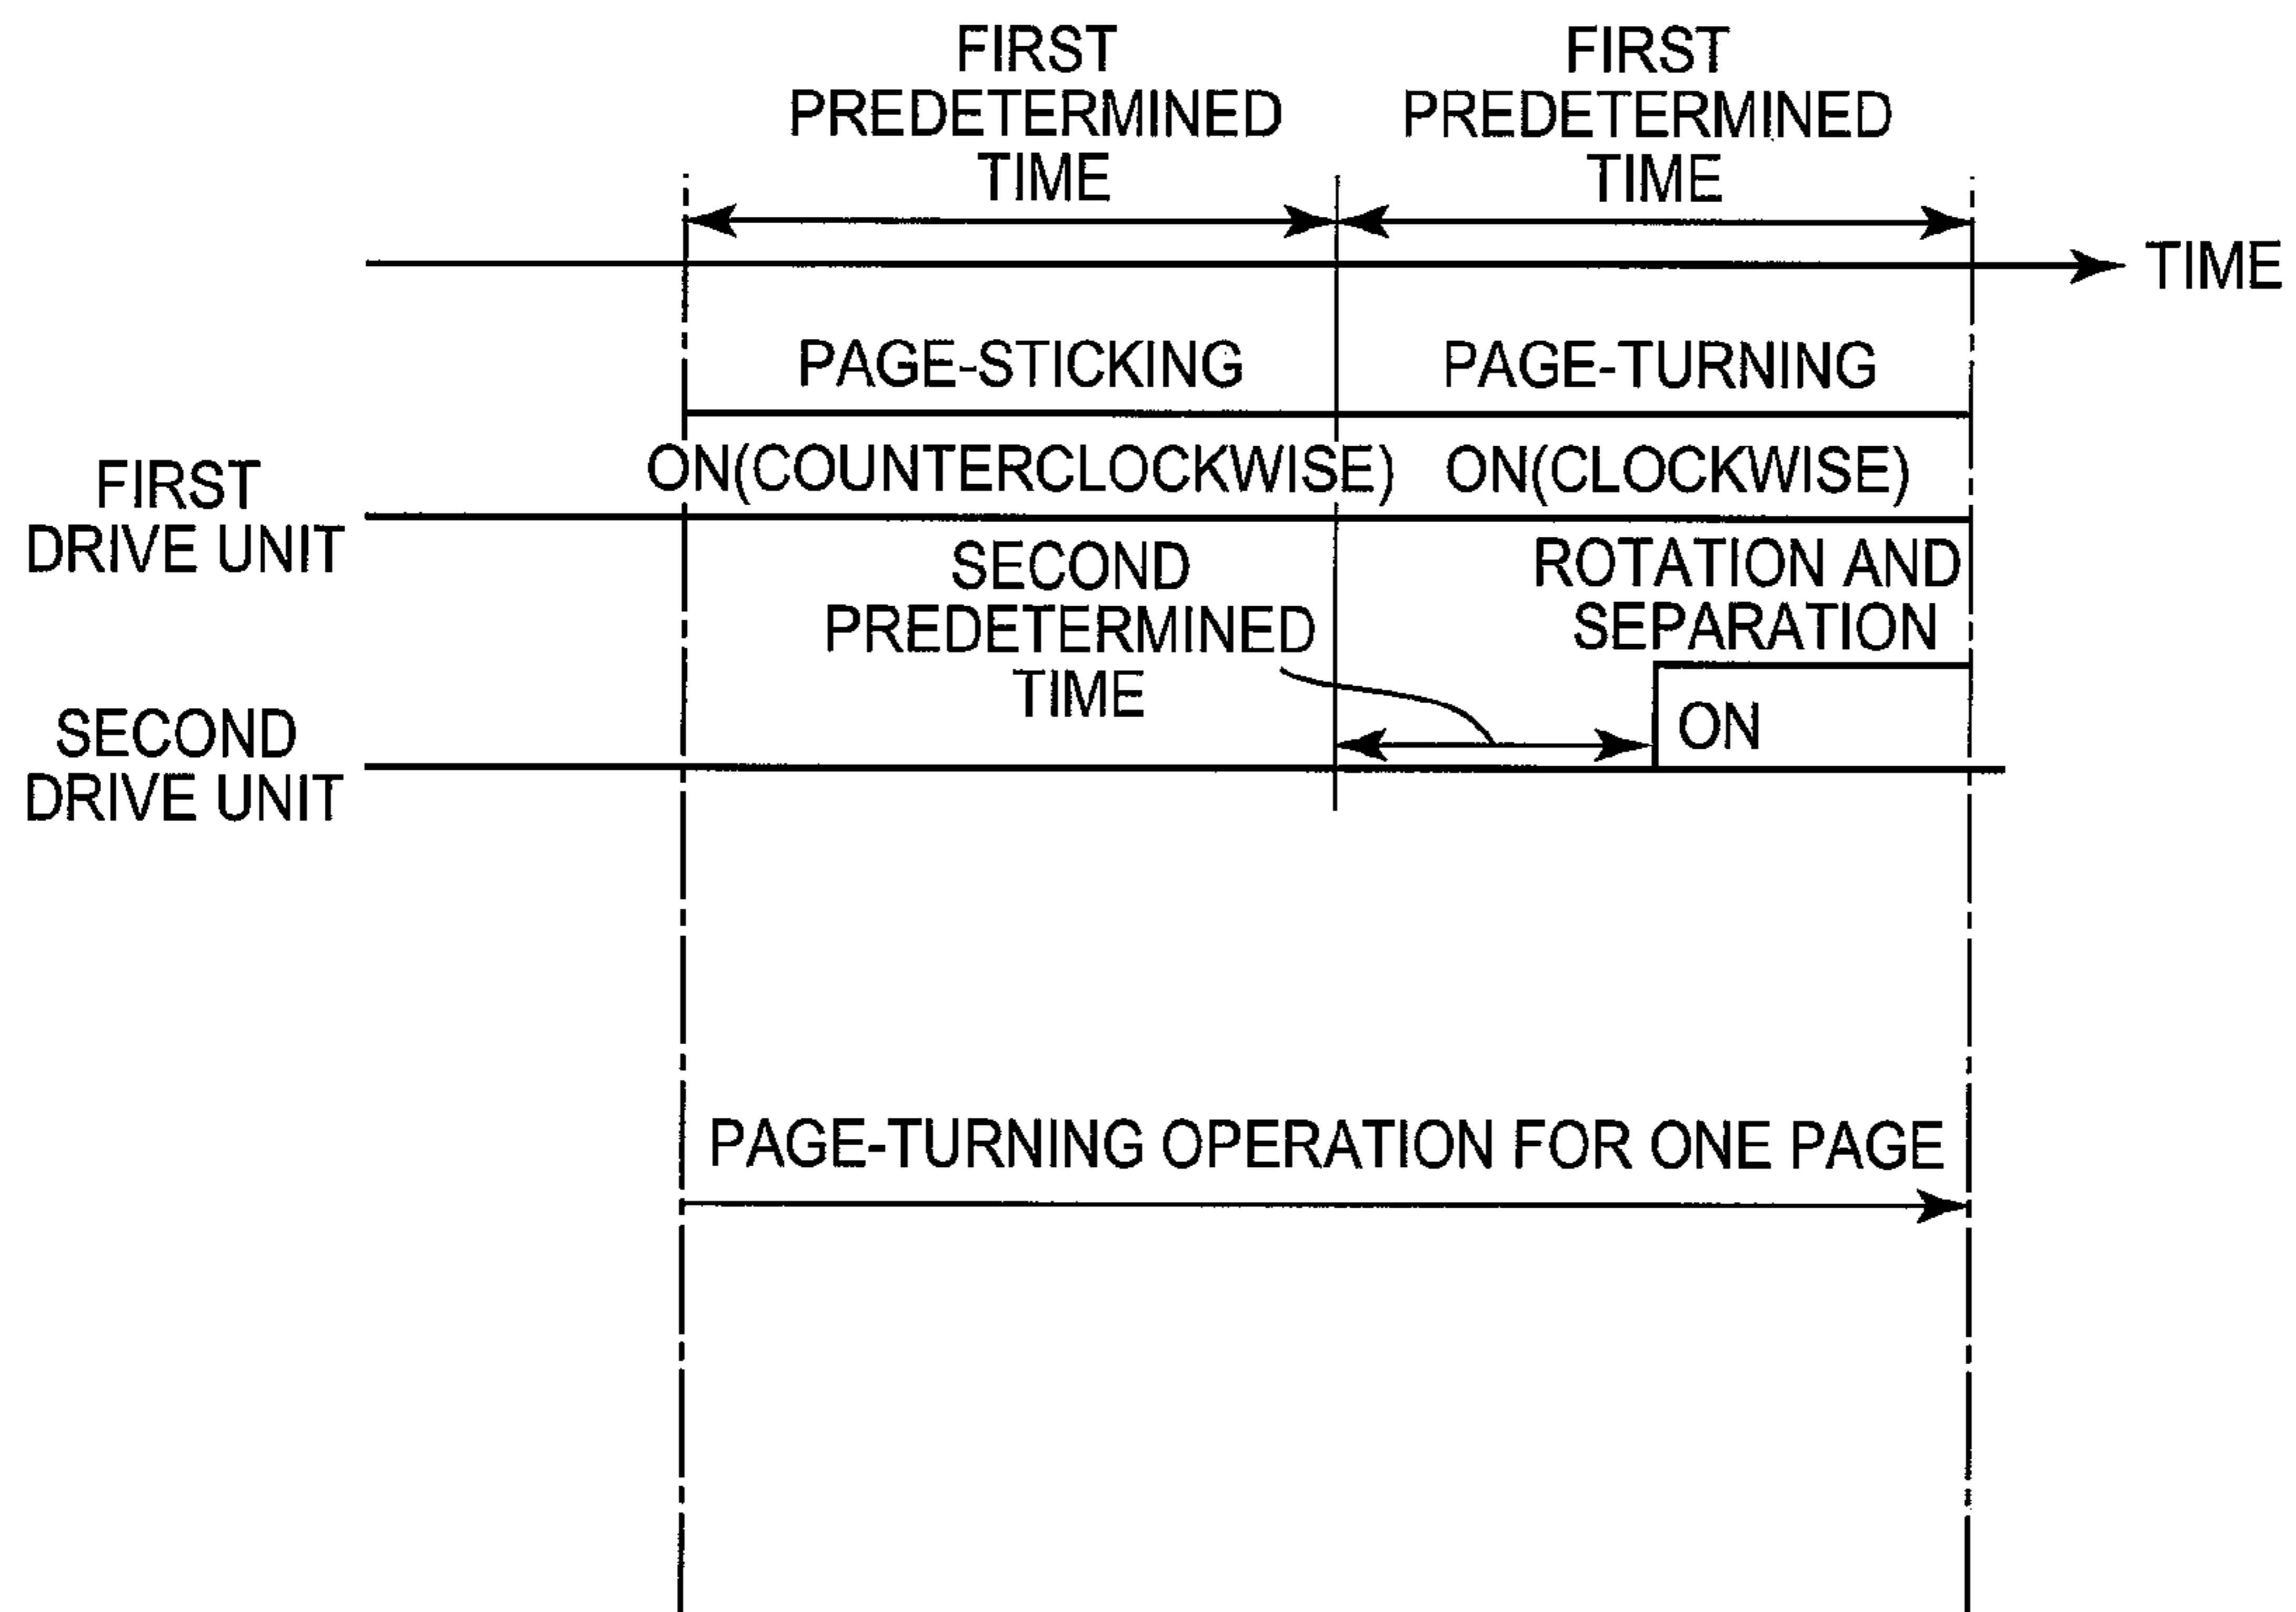 FIRST
PREDETERMINED
TIME
FIRST
PREDETERMINED
TIME
TIME
PAGE-STICKING
PAGE-TURNING
FIRST
DRIVE UNIT
ON(COUNTERCLOCKWISE)
ON(CLOCKWISE)
SECOND
PREDETERMINED
TIME
ROTATION AND
SEPARATION
SECOND
DRIVE UNIT
ON
PAGE-TURNING OPERATION FOR ONE PAGE